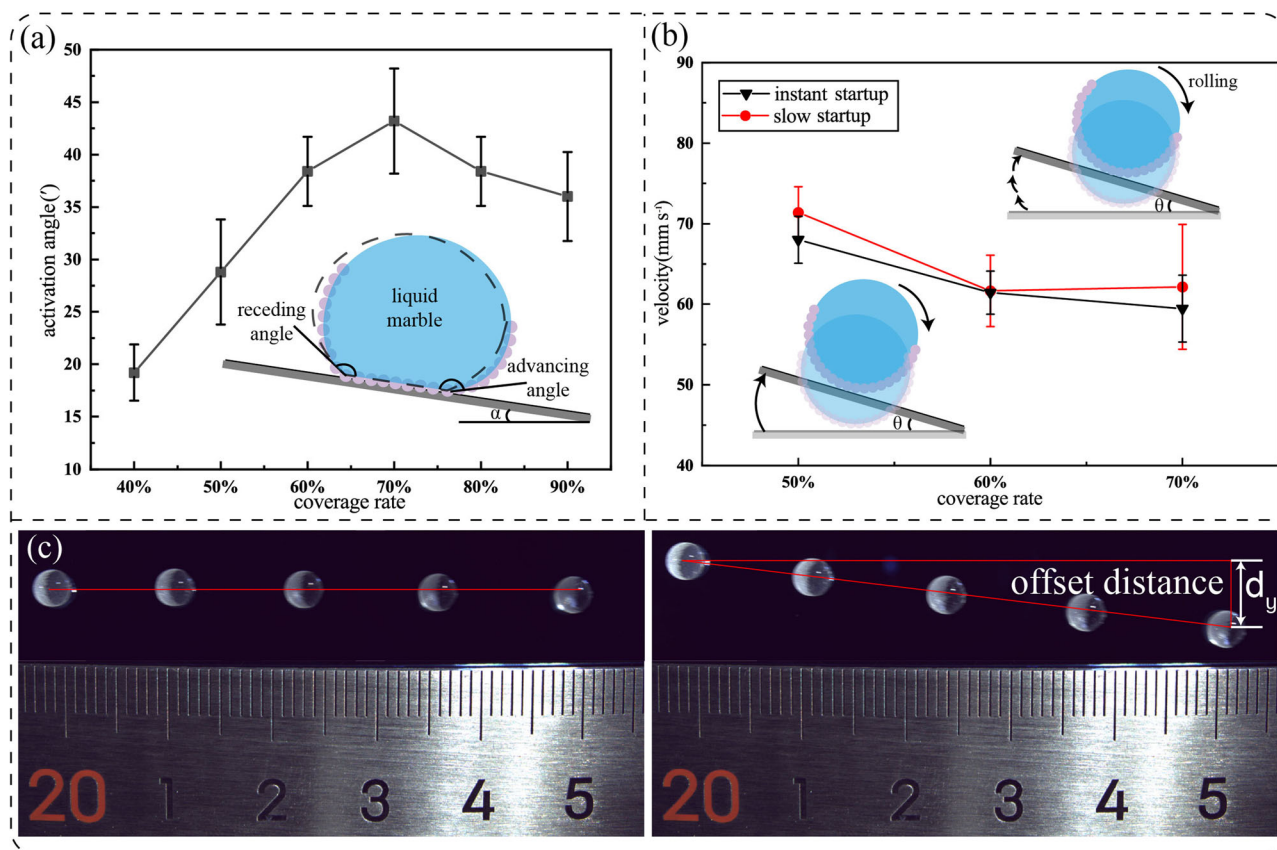 (a)
50
45
40
35
30
25
20
15
10
activation angle(′)
40%
50%
60%
70%
80%
90%
coverage rate
liquid
marble
receding
angle
advancing
angle
α
(b)
90
80
70
60
50
40
velocity(mm s⁻¹)
instant startup
slow startup
rolling
θ
θ
50%
60%
70%
coverage rate
(c)
20 1 2 3 4 5
offset distance
d_y
20 1 2 3 4 5